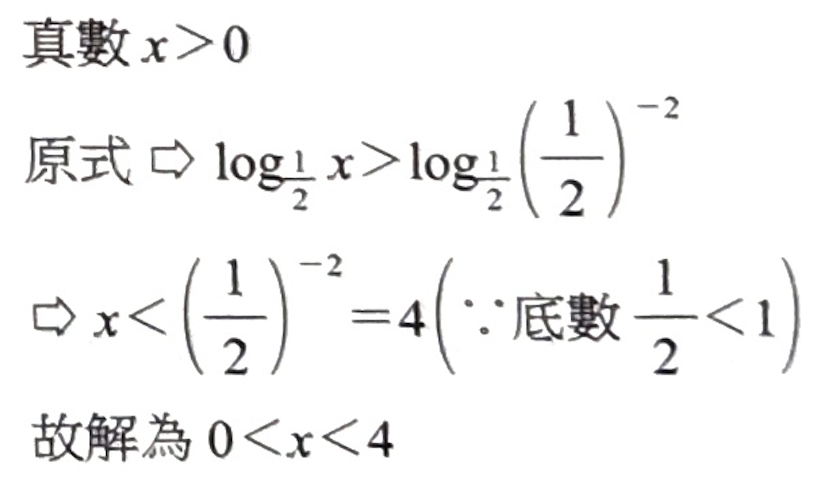 真數 x＞0
原式 ⇨ log_{1/2} x＞log_{1/2} (1/2)^{-2}
⇨ x＜(1/2)^{-2}＝4(∵底數 1/2＜1)
故解為 0＜x＜4